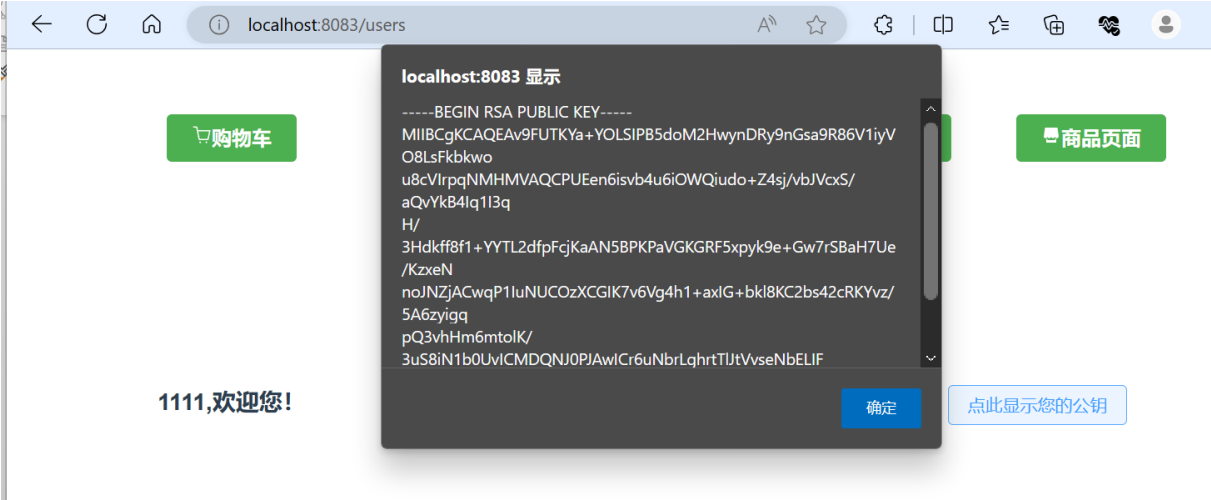 localhost:8083/users
localhost:8083 显示
-----BEGIN RSA PUBLIC KEY-----
MIIBCgKCAQEAv9FUTKYa+YOLSIPB5doM2HwynDRy9nGsa9R86V1iyV
O8LsFkbkwo
u8cVIrpqNMHMVAQCPUEen6isvb4u6iOWQiudo+Z4sj/vbJVcxS/
aQvYkB4Iq1I3q
H/
3Hdkff8f1+YYTL2dfpFcjKaAN5BPKPaVGKGRF5xpyk9e+Gw7rSBaH7Ue
/KzxeN
noJNZjACwqP1IuNUCOzXCGIK7v6Vg4h1+axIG+bkl8KC2bs42cRKYvz/
5A6zyigq
pQ3vhHm6mtolK/
3uS8iN1b0UvICMDQNJ0PJAwICr6uNbrLghrtTlJtVvseNbELIF
确定
购物车
商品页面
1111,欢迎您！
点此显示您的公钥